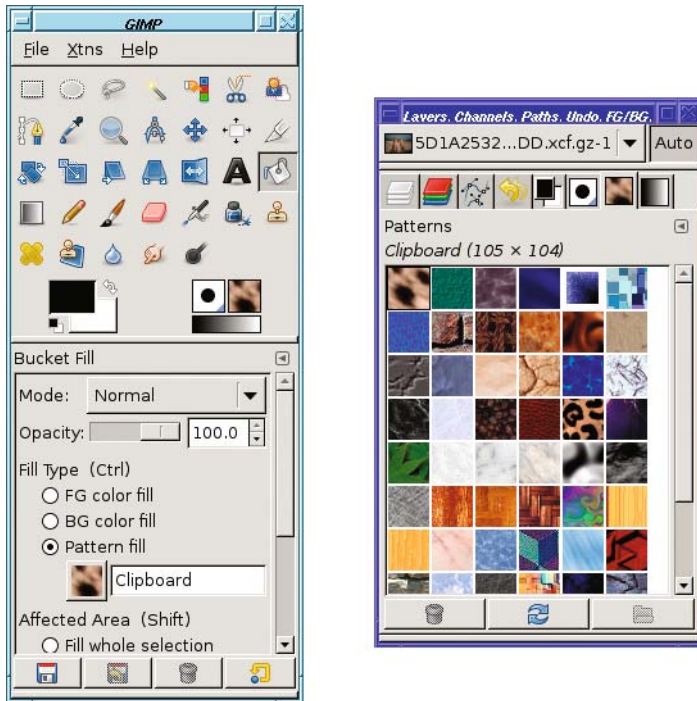 GIMP
File Xtns Help
Bucket Fill
Mode: Normal
Opacity: 100.0
Fill Type (Ctrl)
FG color fill
BG color fill
Pattern fill
Clipboard
Affected Area (Shift)
Fill whole selection
Layers, Channels, Paths, Undo, FG/BG,
5D1A2532...DD.xcf.gz-1 Auto
Patterns
Clipboard (105 × 104)